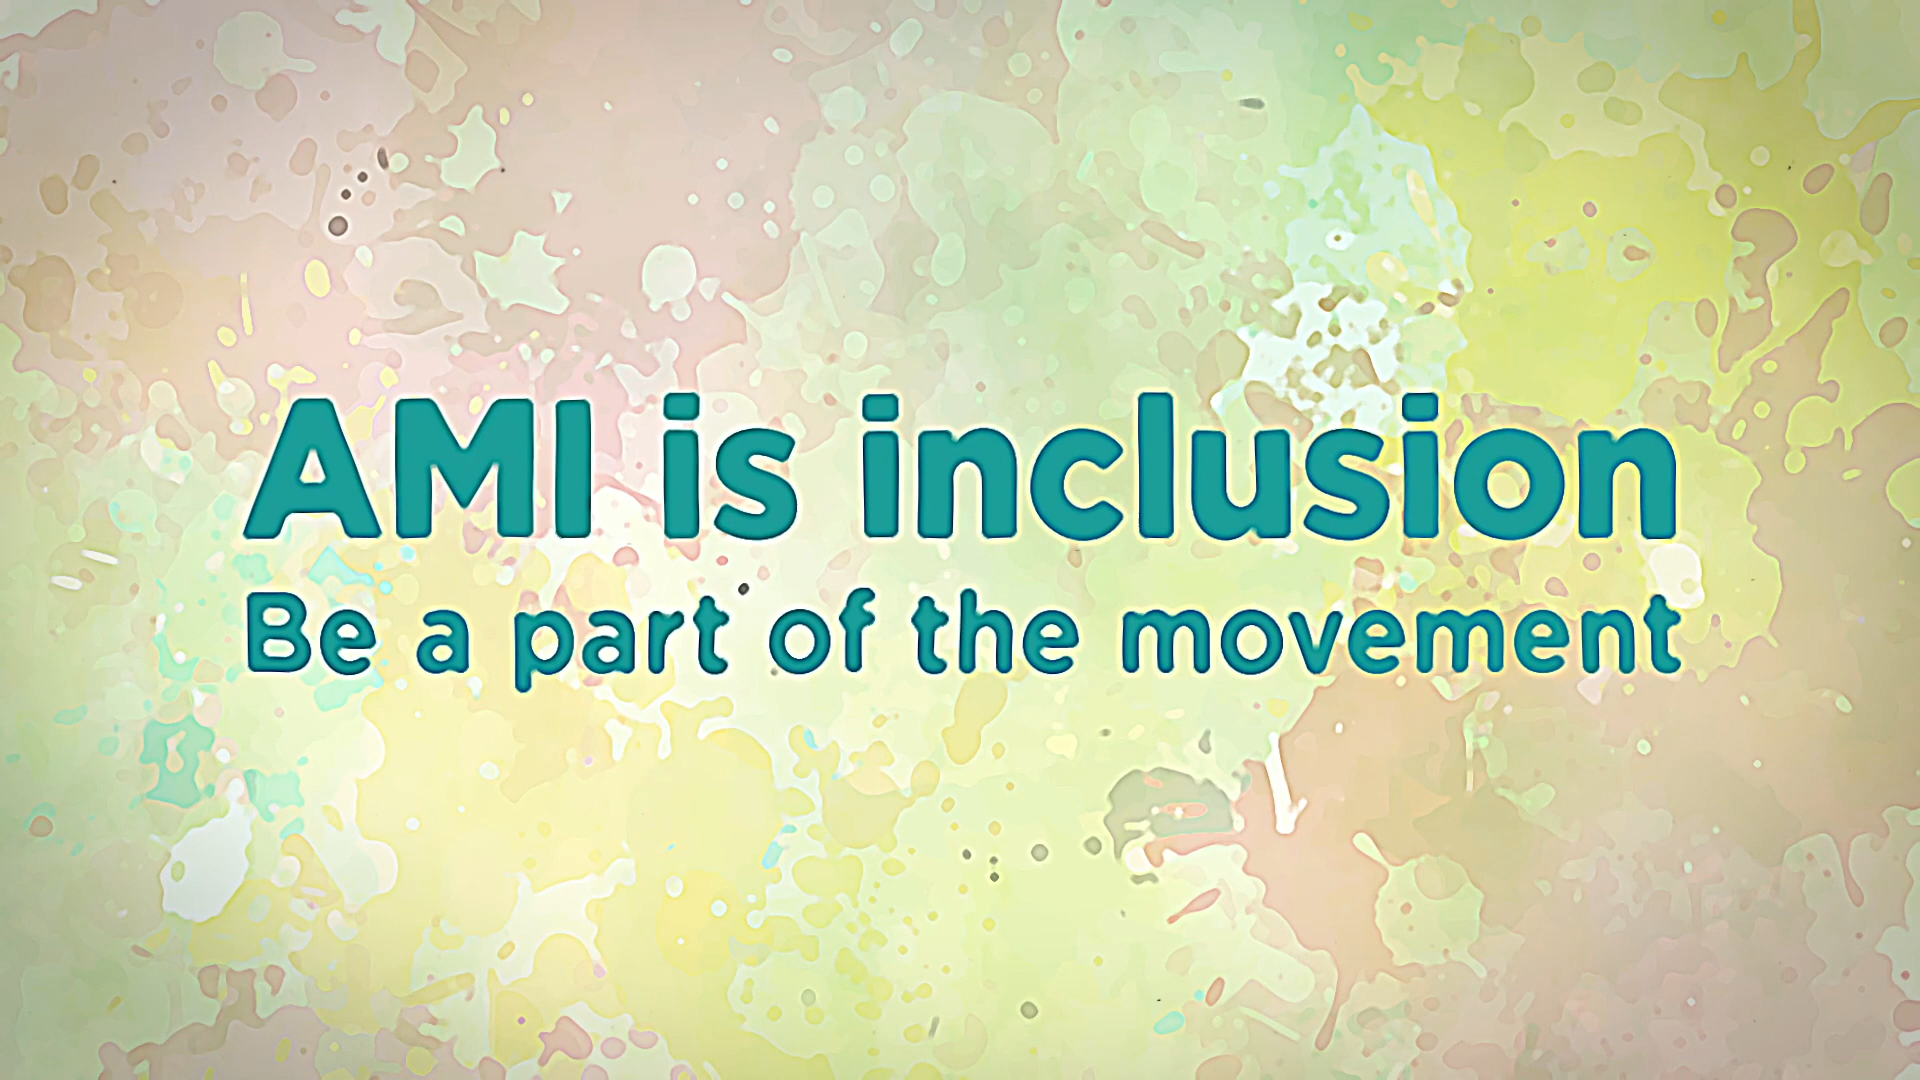 AMI is inclusion
Be a part of the movement